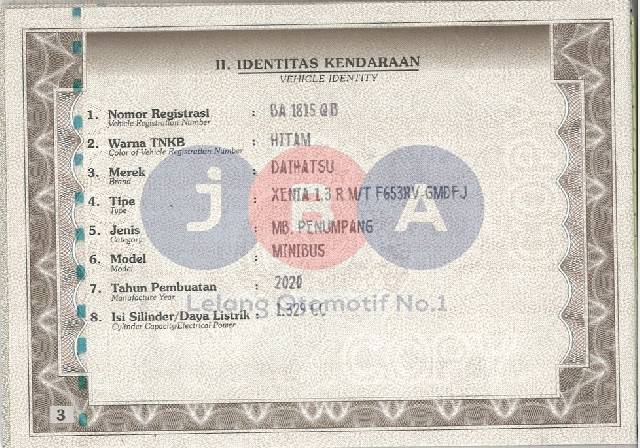 II. IDENTITAS KENDARAAN
VEHICLE IDENTITY
1. Nomor Registrasi : BA 1815 QB
Vehicle Registration Number
2. Warna TNKB : HITAM
Color of Vehicle Registration Number
3. Merek : DAIHATSU
Brand
4. Tipe : XENIA 1.3 R M/T F653RV-GMDFJ
Type
5. Jenis : MB. PENUMPANG
Category
6. Model : MINIBUS
Model
7. Tahun Pembuatan : 2020
Manufacture Year
8. Isi Silinder/Daya Listrik : 1.329 CC
Cylinder Capacity/Electrical Power
jBA
Lelang Otomotif No.1
3